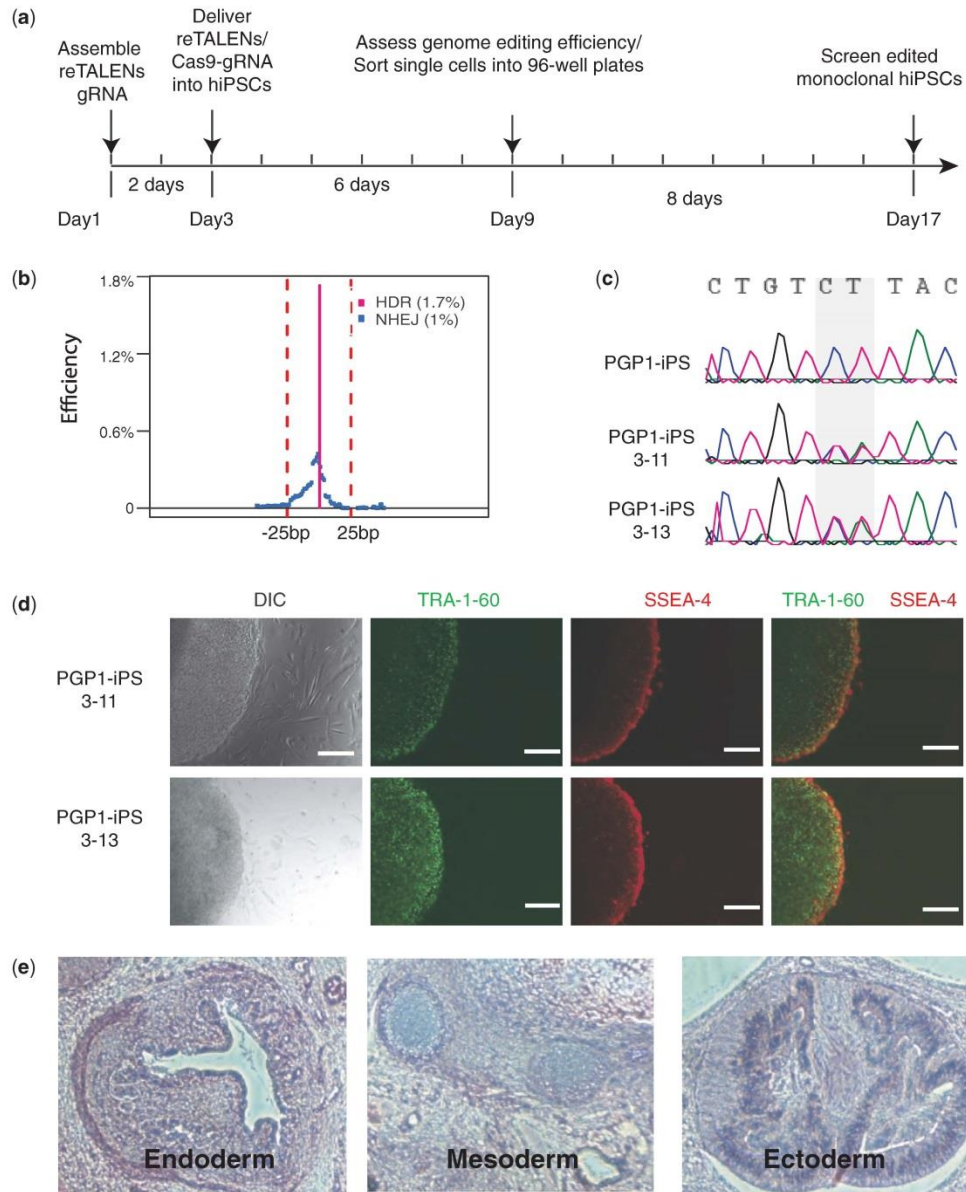 (a)
Assemble
reTALENs
gRNA
Deliver
reTALENs/
Cas9-gRNA
into hiPSCs
Assess genome editing efficiency/
Sort single cells into 96-well plates
Screen edited
monoclonal hiPSCs
2 days
6 days
8 days
Day1
Day3
Day9
Day17
(b)
Efficiency
1.8%
1.2%
0.6%
0
HDR (1.7%)
NHEJ (1%)
-25bp
25bp
(c)
C T G T C T T A C
PGP1-iPS
PGP1-iPS
3-11
PGP1-iPS
3-13
(d)
DIC
TRA-1-60
SSEA-4
TRA-1-60 SSEA-4
PGP1-iPS
3-11
PGP1-iPS
3-13
(e)
Endoderm
Mesoderm
Ectoderm